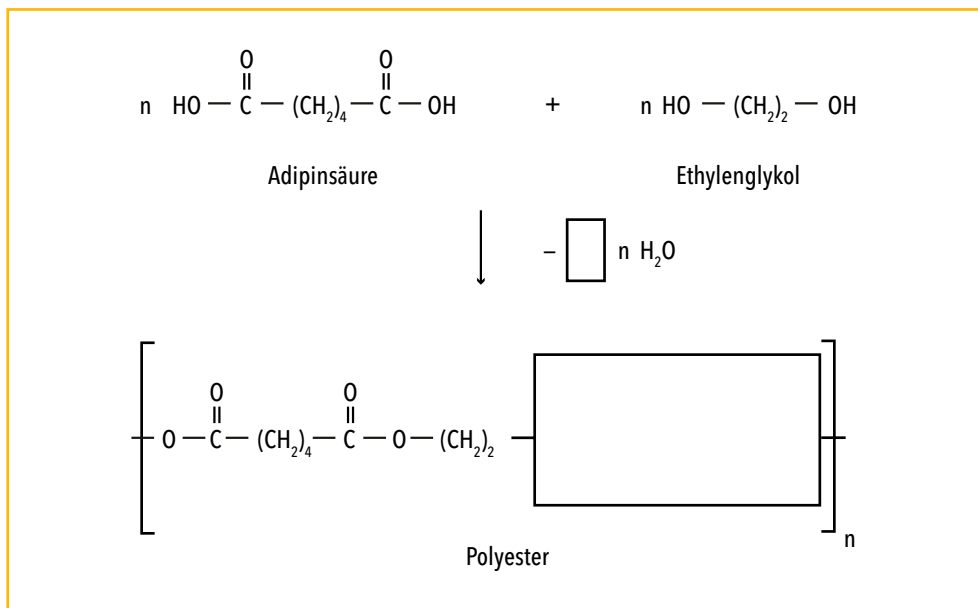 O O
n HO — C — (CH₂)₄ — C — OH + n HO — (CH₂)₂ — OH
Adipinsäure Ethylenglykol
– n H₂O
O O
O — C — (CH₂)₄ — C — O — (CH₂)₂ —
n
Polyester